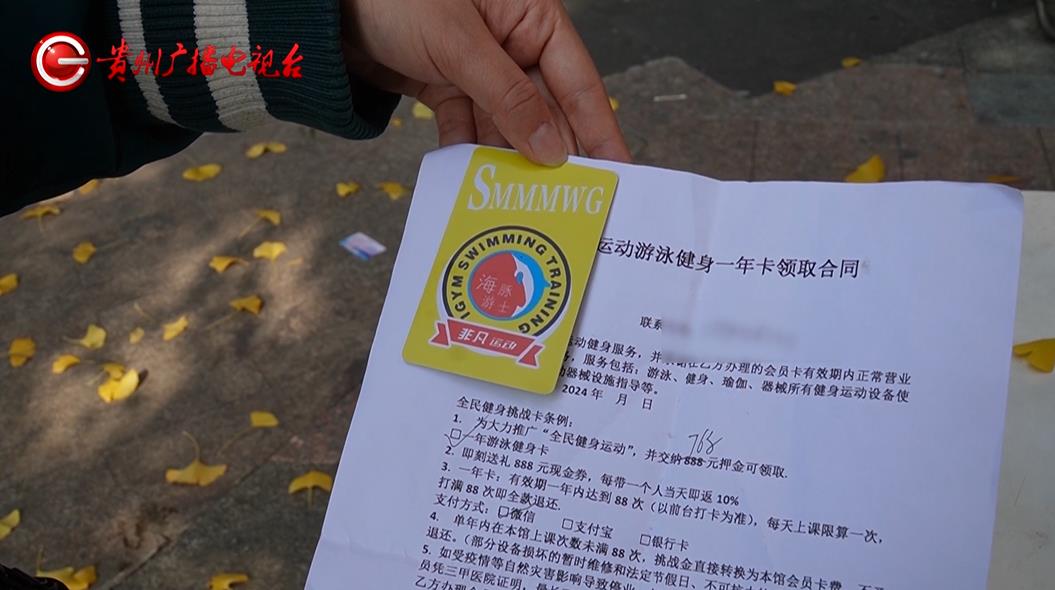 贵州广播电视台
SMMMWG
IGYM SWIMMING TRAINING
海脉
游士
非凡运动
运动游泳健身一年卡领取合同
联系
动健身服务，并
在乙方办理的会员卡有效期内正常营业
，服务包括：游泳、健身、瑜伽、器械所有健身运动设备使
器械设施指导等。
2024年 月 日
全民健身挑战卡条例：
1. 为大力推广“全民健身运动”，并交纳888元押金可领取.
768
□一年游泳健身卡
2. 即刻送礼888元现金券，每带一个人当天即返10%
3. 一年卡：有效期一年内达到88次（以前台打卡为准），每天上课限算一次，
打满88次即全款退还.
支付方式：□微信 □支付宝 □银行卡
4. 单年内在本馆上课次数未满88次，挑战金直接转换为本馆会员卡费，不
退还。（部分设备损坏的暂时维修和法定节假日、不可抗
5. 如受疫情等自然灾害影响导致停业
员凭三甲医院证明，最长
乙方办理